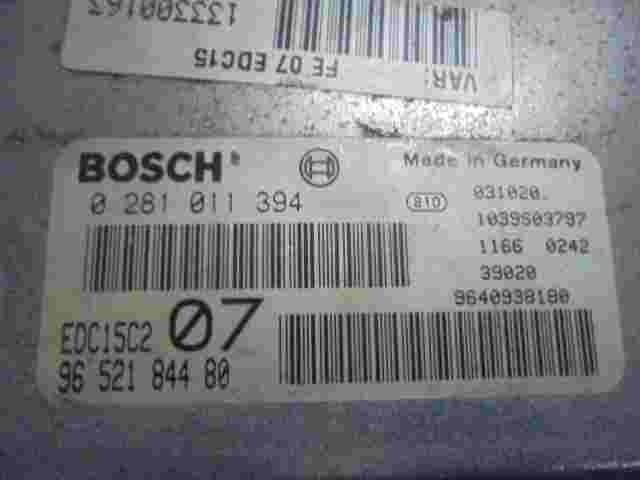 133300163
VAR: FE 07 EDC15
BOSCH Made in Germany
0 281 011 394
810 031020
1039S03797
1166 0242
39020
9640938180
EDC15C2 07
96 521 844 80